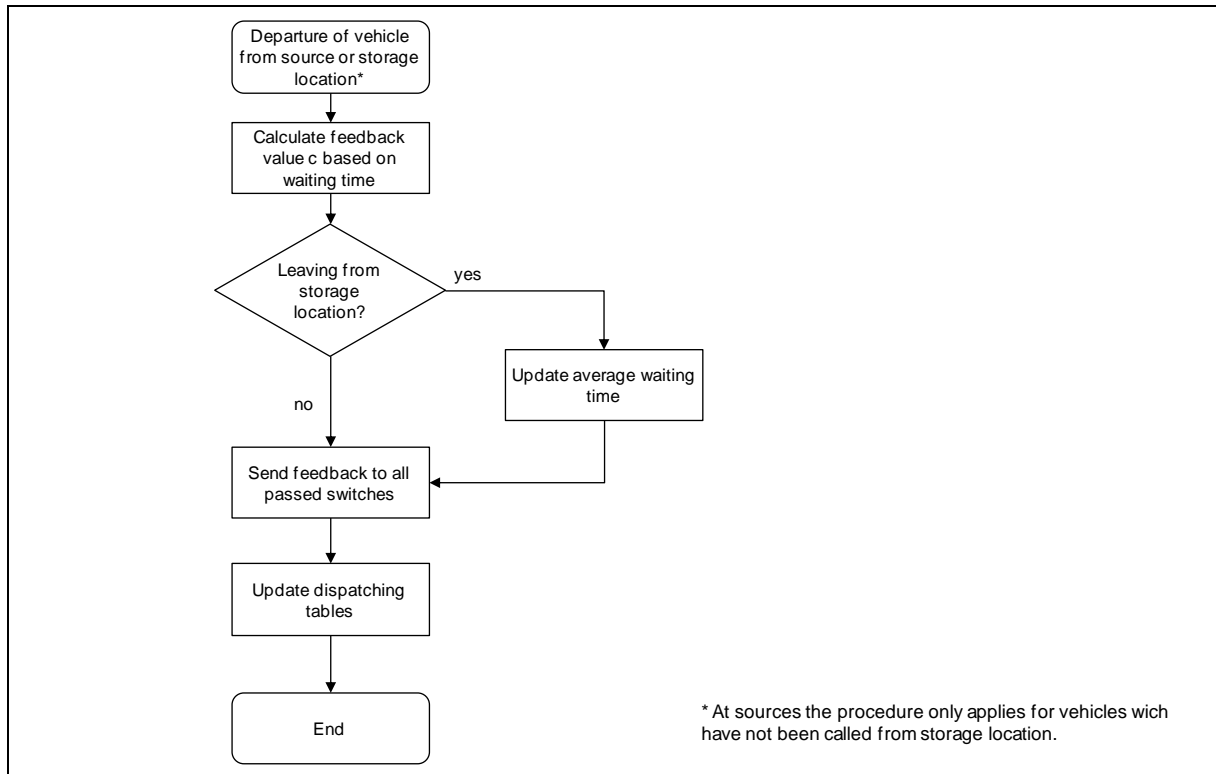 Departure of vehicle
from source or storage
location*
Calculate feedback
value c based on
waiting time
Leaving from
storage
location?
yes
Update average waiting
time
no
Send feedback to all
passed switches
Update dispatching
tables
End
* At sources the procedure only applies for vehicles wich
have not been called from storage location.